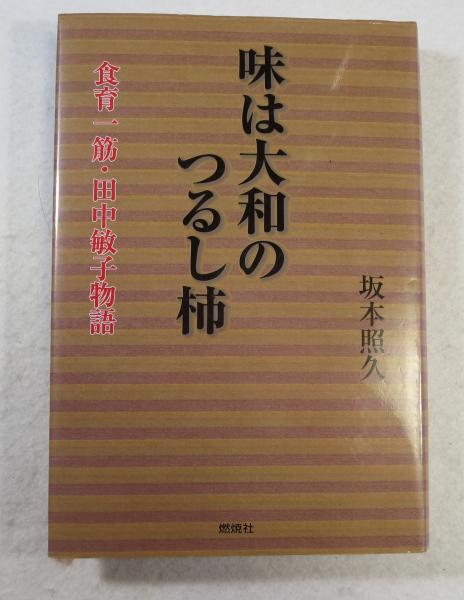 味は大和の
つるし柿
食育一筋・田中敏子物語
坂本照久
燃焼社